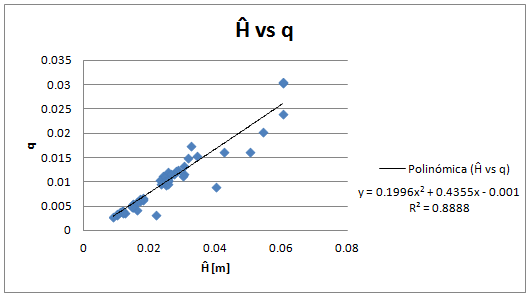 Ĥ vs q
0.035
0.03
0.025
0.02
0.015
0.01
0.005
0
q
0 0.02 0.04 0.06 0.08
Ĥ [m]
Polinómica (Ĥ vs q)
y = 0.1996x² + 0.4355x - 0.001
R² = 0.8888